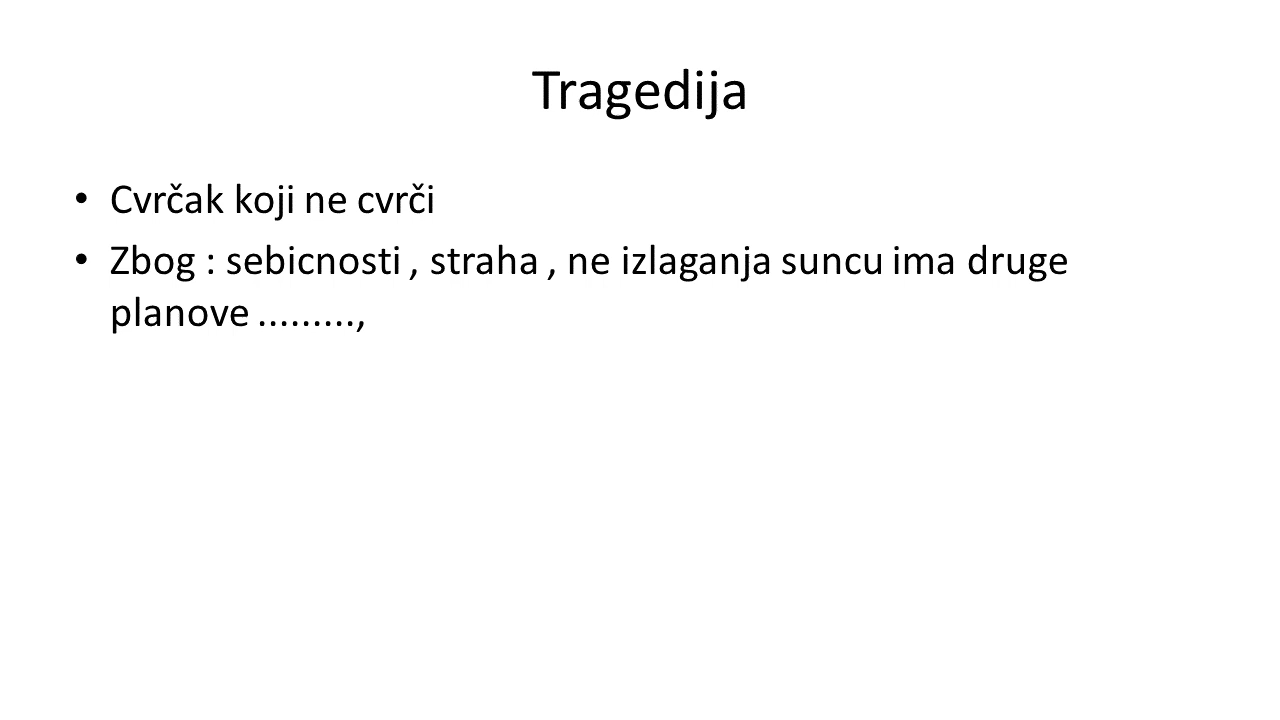 Tragedija
• Cvrčak koji ne cvrči
• Zbog : sebicnosti , straha , ne izlaganja suncu ima druge
planove .........,